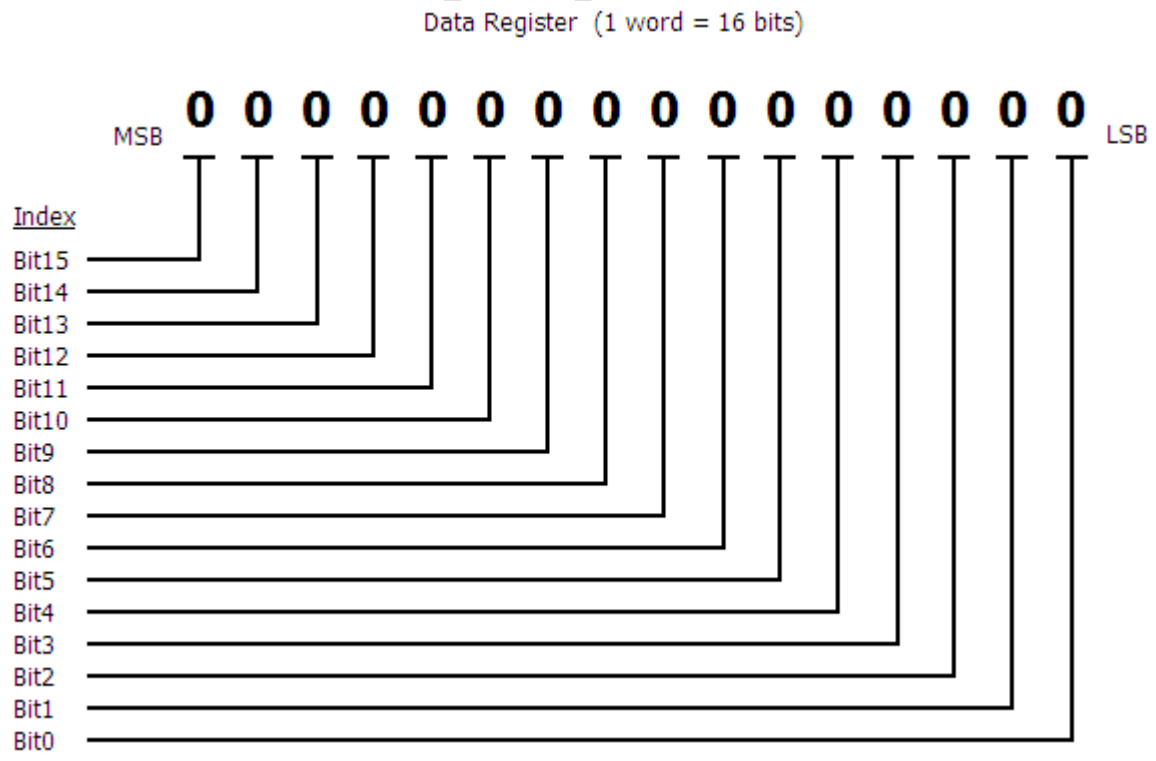 Data Register (1 word = 16 bits)
MSB 0 0 0 0 0 0 0 0 0 0 0 0 0 0 0 0 LSB
Index
Bit15
Bit14
Bit13
Bit12
Bit11
Bit10
Bit9
Bit8
Bit7
Bit6
Bit5
Bit4
Bit3
Bit2
Bit1
Bit0